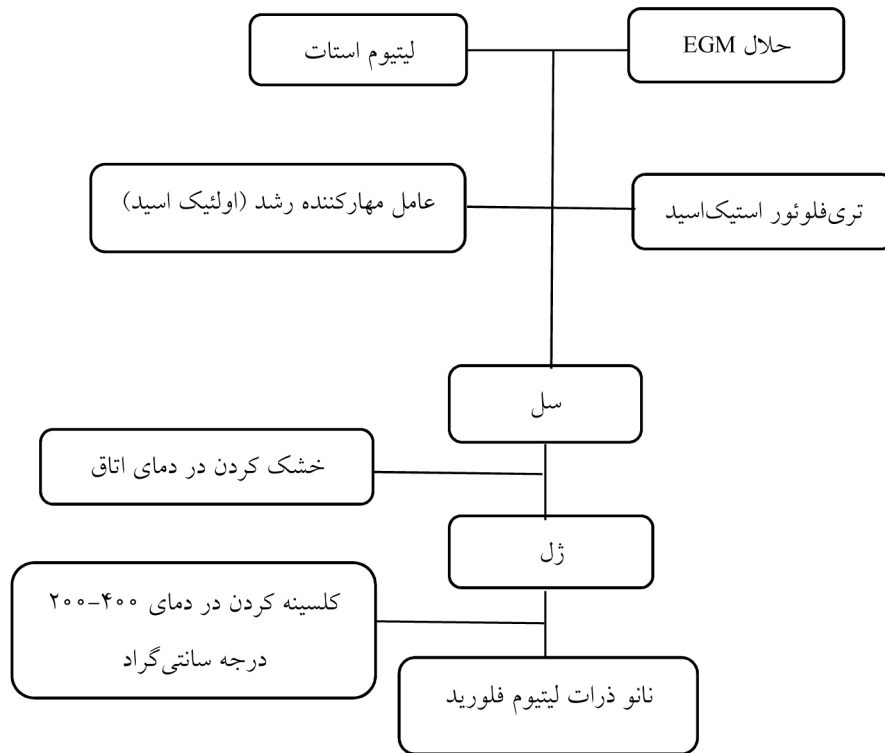 حلال EGM
لیتیوم استات
تری‌فلوئور استیک‌اسید
عامل مهارکننده رشد (اولئیک اسید)
سل
خشک کردن در دمای اتاق
ژل
کلسینه کردن در دمای ۴۰۰-۲۰۰
درجه سانتی‌گراد
نانو ذرات لیتیوم فلورید